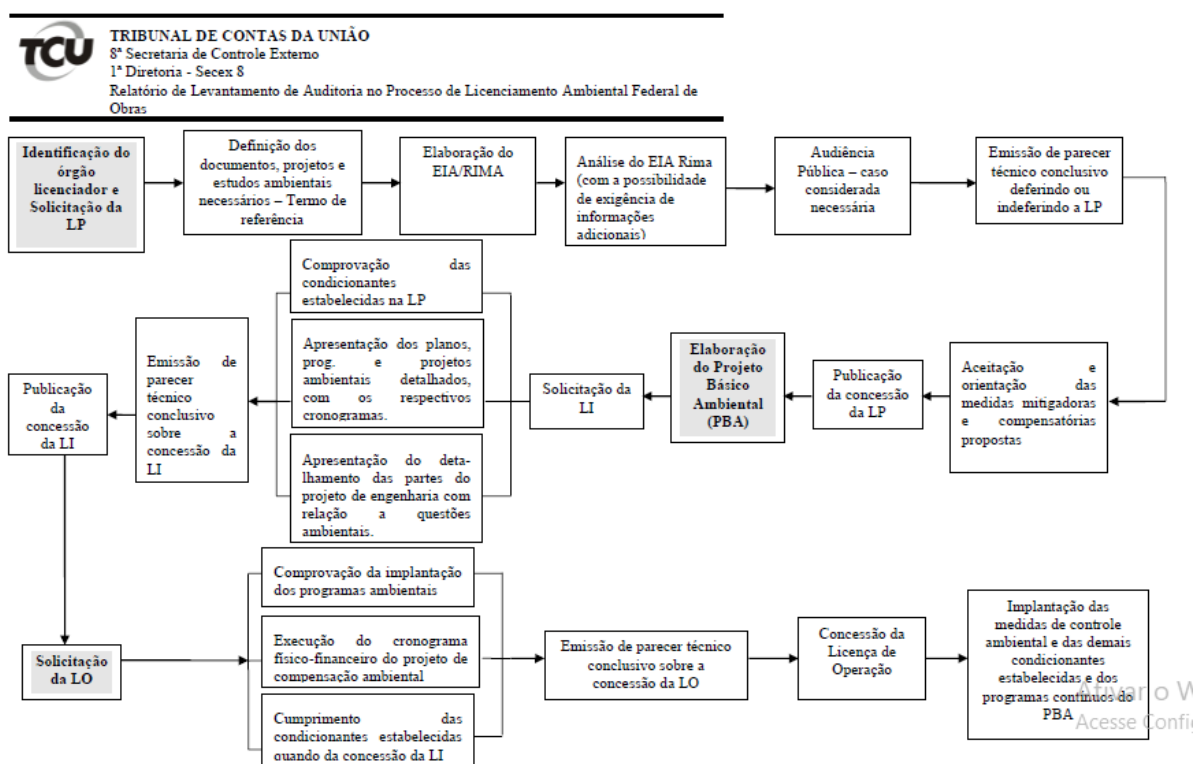 TCU
TRIBUNAL DE CONTAS DA UNIÃO
8ª Secretaria de Controle Externo
1ª Diretoria - Secex 8
Relatório de Levantamento de Auditoria no Processo de Licenciamento Ambiental Federal de
Obras
Identificação do
órgão
licenciador e
Solicitação da
LP
Definição dos
documentos, projetos e
estudos ambientais
necessários – Termo de
referência
Elaboração do
EIA/RIMA
Análise do EIA Rima
(com a possibilidade
de exigência de
informações
adicionais)
Audiência
Pública – caso
considerada
necessária
Emissão de parecer
técnico conclusivo
deferindo ou
indeferindo a LP
Aceitação e
orientação das
medidas mitigadoras
e compensatórias
propostas
Publicação
da concessão
da LP
Elaboração
do Projeto
Básico
Ambiental
(PBA)
Solicitação da
LI
Comprovação das
condicionantes
estabelecidas na LP
Apresentação dos planos,
prog. e projetos
ambientais detalhados,
com os respectivos
cronogramas.
Apresentação do deta-
lhamento das partes do
projeto de engenharia com
relação a questões
ambientais.
Emissão de
parecer
técnico
conclusivo
sobre a
concessão da
LI
Publicação
da
concessão
da LI
Solicitação
da LO
Comprovação da implantação
dos programas ambientais
Execução do cronograma
físico-financeiro do projeto de
compensação ambiental
Cumprimento das
condicionantes estabelecidas
quando da concessão da LI
Emissão de parecer técnico
conclusivo sobre a
concessão da LO
Concessão da
Licença de
Operação
Implantação das
medidas de controle
ambiental e das demais
condicionantes
estabelecidas e dos
programas contínuos do
PBA
Ativar o W
Acesse Config